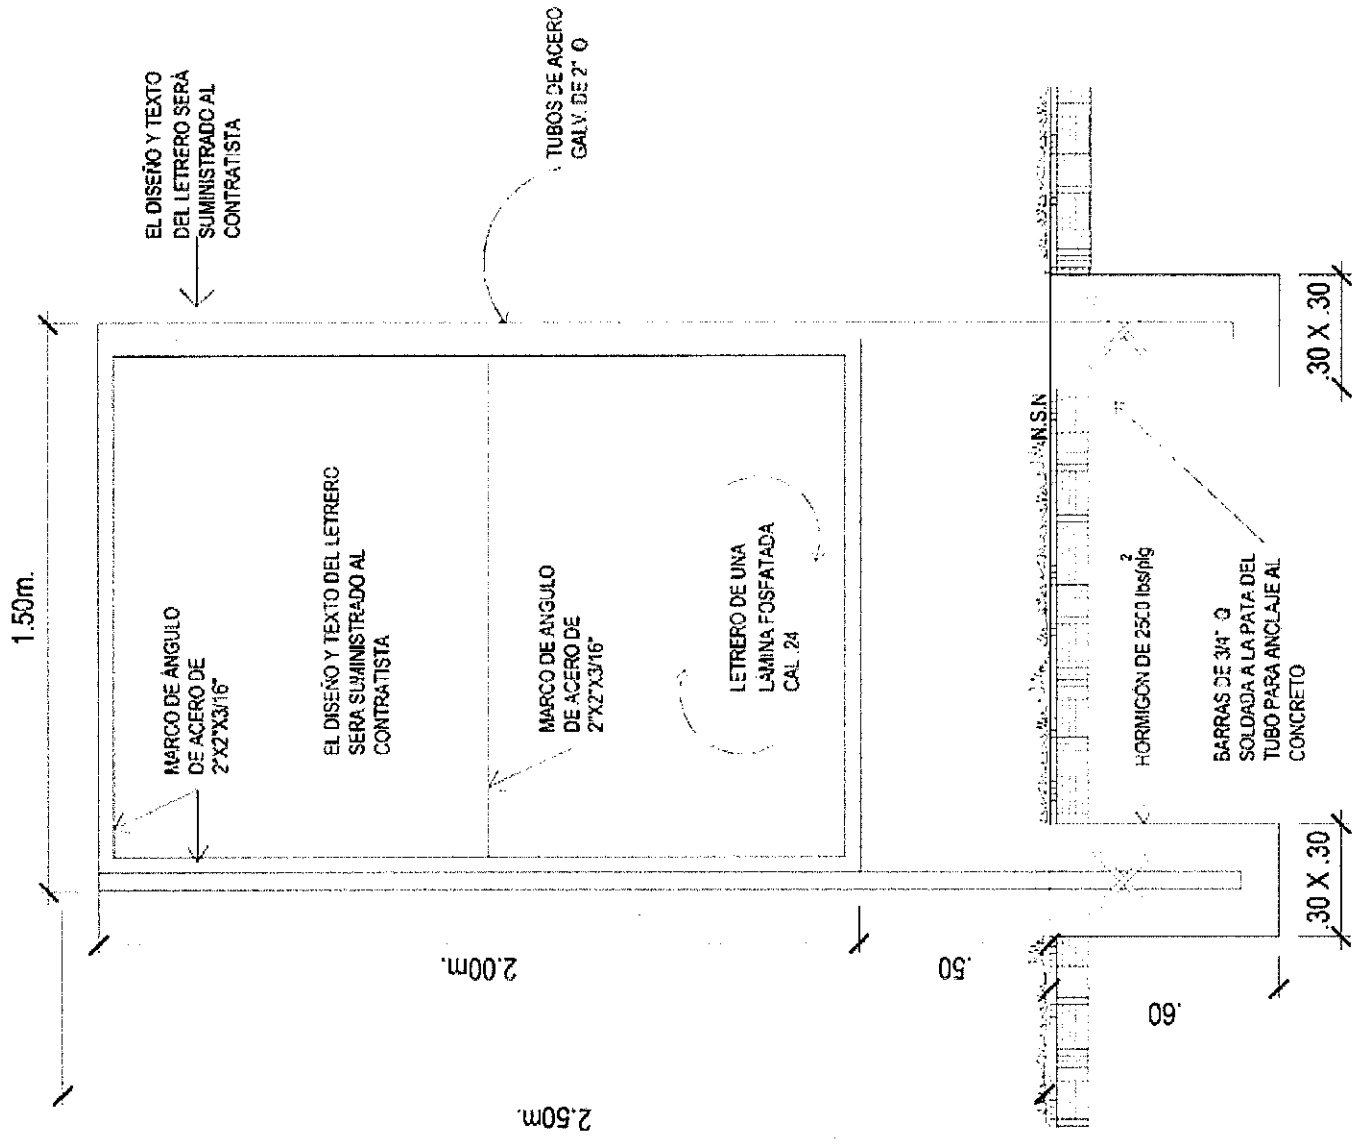 1.50m.
EL DISEÑO Y TEXTO
DEL LETRERO SERÁ
SUMINISTRADO AL
CONTRATISTA
MARCO DE ÁNGULO
DE ACERO DE
2"X2"X3/16"
EL DISEÑO Y TEXTO DEL LETRERO
SERA SUMINISTRADO AL
CONTRATISTA
TUBOS DE ACERO
GALV. DE 2" O
MARCO DE ANGULO
DE ACERO DE
2"X2"X3/16"
LETRERO DE UNA
LAMINA FOSFATADA
CAL. 24
2.00m.
.50
2.50m.
N.S.N
HORMIGÓN DE 2500 lbs/plg2
BARRAS DE 3/4" O
SOLDADA A LA PATA DEL
TUBO PARA ANCLAJE AL
CONCRETO
.60
.30 X .30
.30 X .30